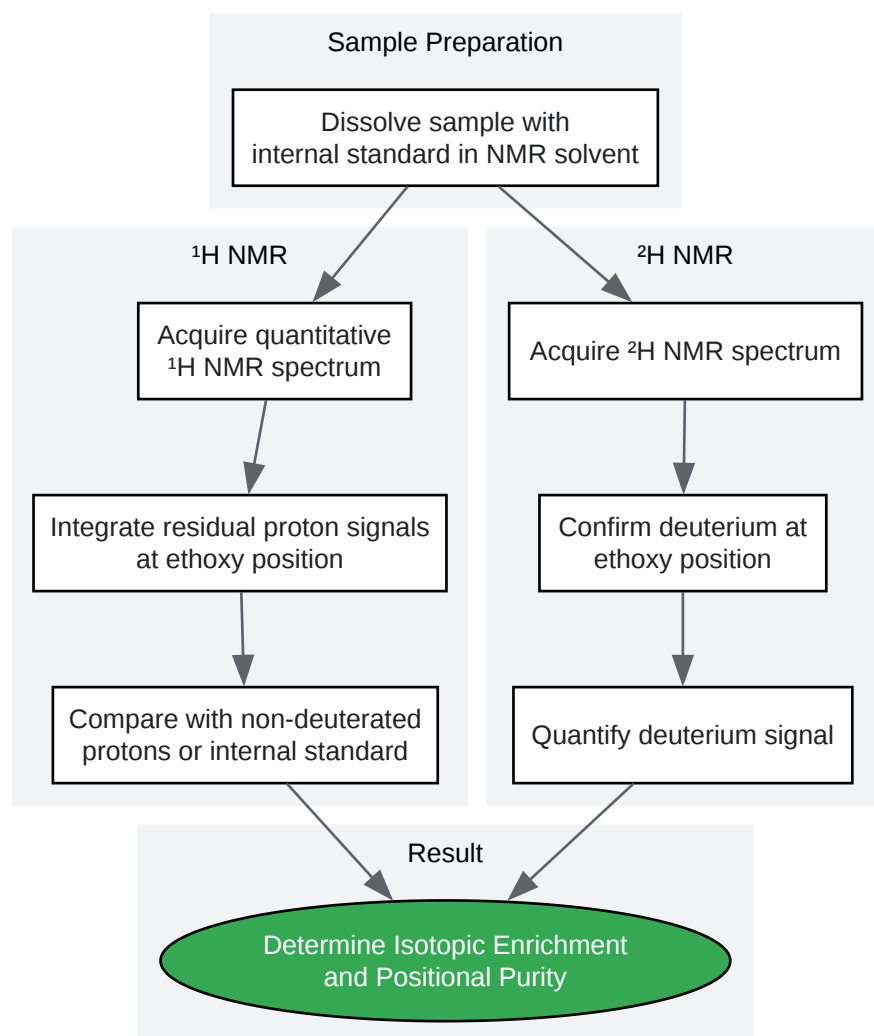 Sample Preparation
Dissolve sample with
internal standard in NMR solvent
¹H NMR
Acquire quantitative
¹H NMR spectrum
Integrate residual proton signals
at ethoxy position
Compare with non-deuterated
protons or internal standard
²H NMR
Acquire ²H NMR spectrum
Confirm deuterium at
ethoxy position
Quantify deuterium signal
Result
Determine Isotopic Enrichment
and Positional Purity